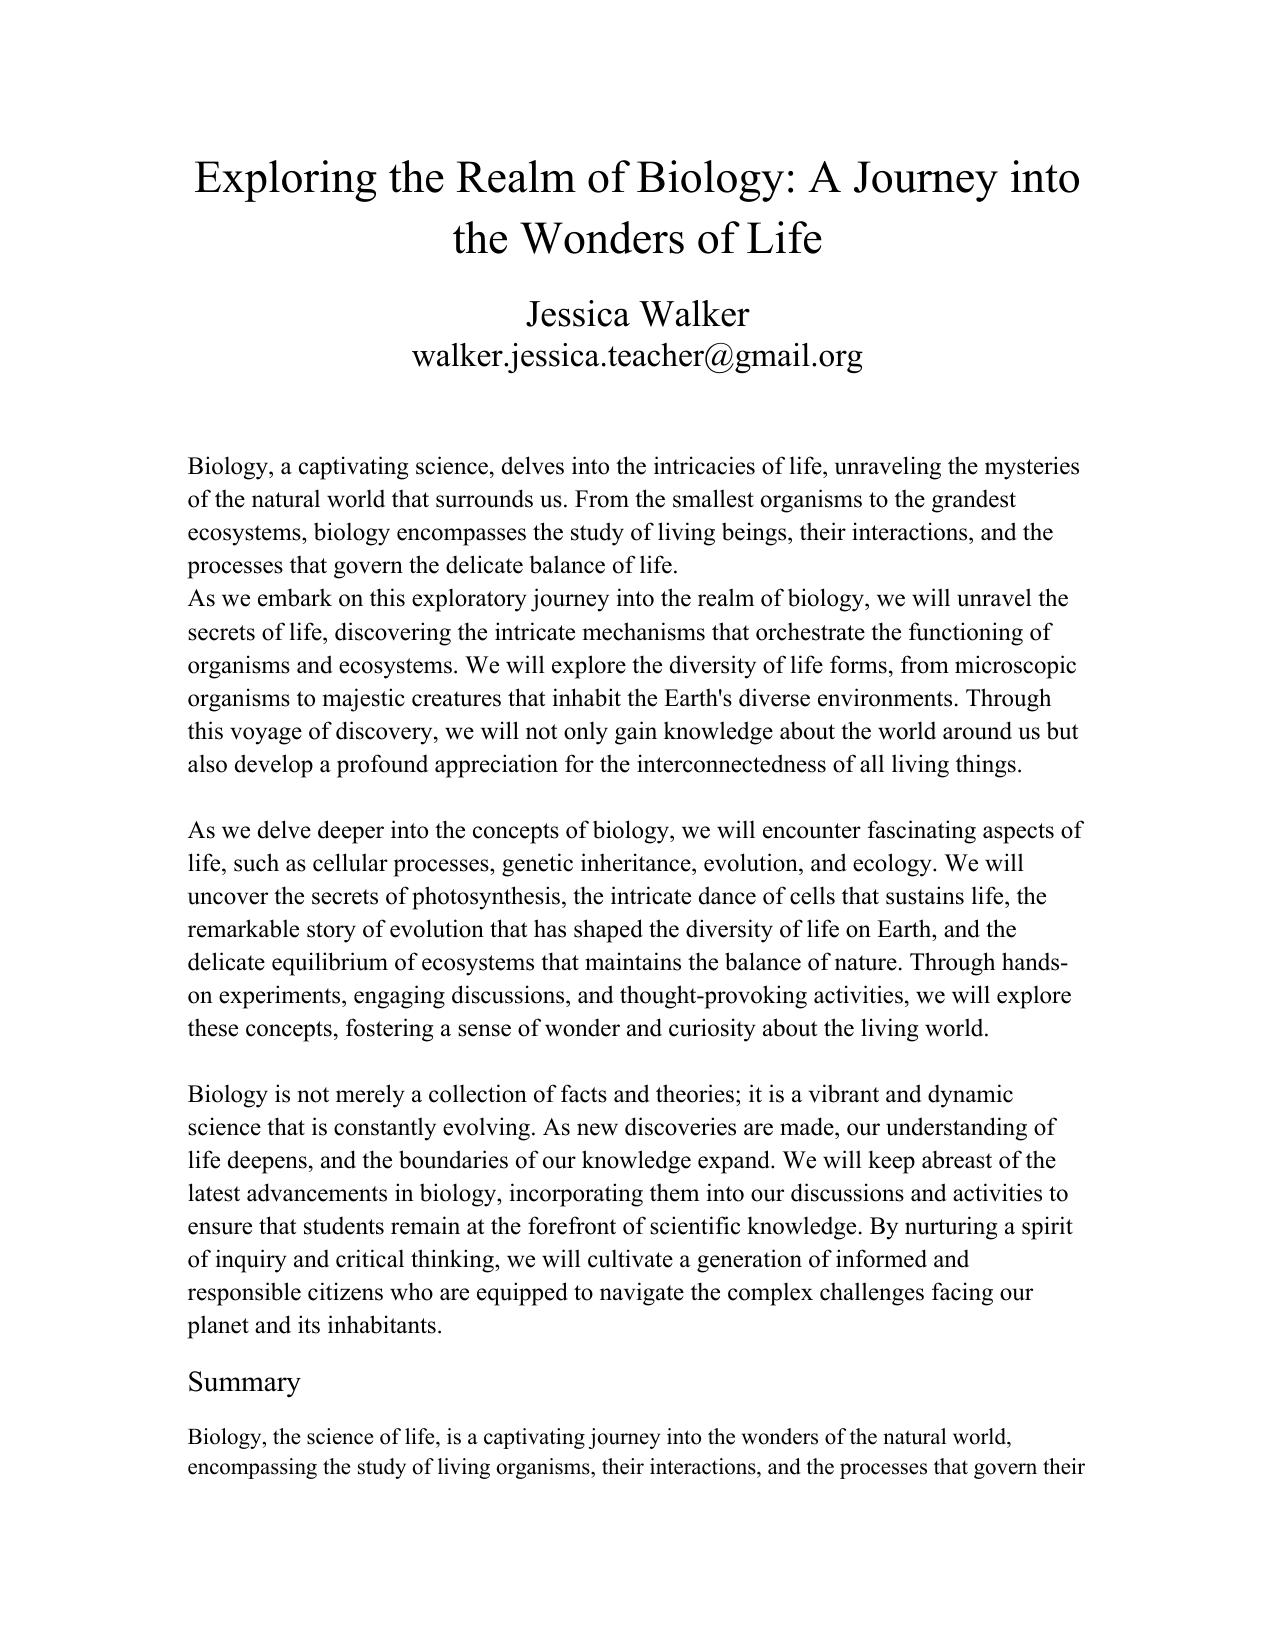 Exploring the Realm of Biology: A Journey into
the Wonders of Life
Jessica Walker
walker.jessica.teacher@gmail.org
Biology, a captivating science, delves into the intricacies of life, unraveling the mysteries
of the natural world that surrounds us. From the smallest organisms to the grandest
ecosystems, biology encompasses the study of living beings, their interactions, and the
processes that govern the delicate balance of life.
As we embark on this exploratory journey into the realm of biology, we will unravel the
secrets of life, discovering the intricate mechanisms that orchestrate the functioning of
organisms and ecosystems. We will explore the diversity of life forms, from microscopic
organisms to majestic creatures that inhabit the Earth's diverse environments. Through
this voyage of discovery, we will not only gain knowledge about the world around us but
also develop a profound appreciation for the interconnectedness of all living things.
As we delve deeper into the concepts of biology, we will encounter fascinating aspects of
life, such as cellular processes, genetic inheritance, evolution, and ecology. We will
uncover the secrets of photosynthesis, the intricate dance of cells that sustains life, the
remarkable story of evolution that has shaped the diversity of life on Earth, and the
delicate equilibrium of ecosystems that maintains the balance of nature. Through hands-
on experiments, engaging discussions, and thought-provoking activities, we will explore
these concepts, fostering a sense of wonder and curiosity about the living world.
Biology is not merely a collection of facts and theories; it is a vibrant and dynamic
science that is constantly evolving. As new discoveries are made, our understanding of
life deepens, and the boundaries of our knowledge expand. We will keep abreast of the
latest advancements in biology, incorporating them into our discussions and activities to
ensure that students remain at the forefront of scientific knowledge. By nurturing a spirit
of inquiry and critical thinking, we will cultivate a generation of informed and
responsible citizens who are equipped to navigate the complex challenges facing our
planet and its inhabitants.
Summary
Biology, the science of life, is a captivating journey into the wonders of the natural world,
encompassing the study of living organisms, their interactions, and the processes that govern their